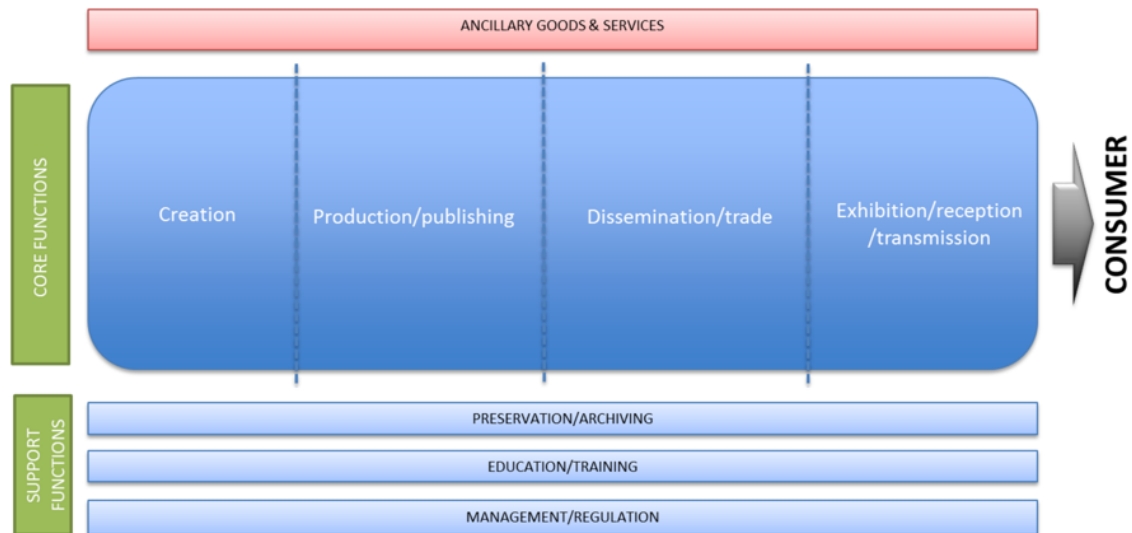 ANCILLARY GOODS & SERVICES
CORE FUNCTIONS
Creation
Production/publishing
Dissemination/trade
Exhibition/reception
/transmission
CONSUMER
SUPPORT
FUNCTIONS
PRESERVATION/ARCHIVING
EDUCATION/TRAINING
MANAGEMENT/REGULATION